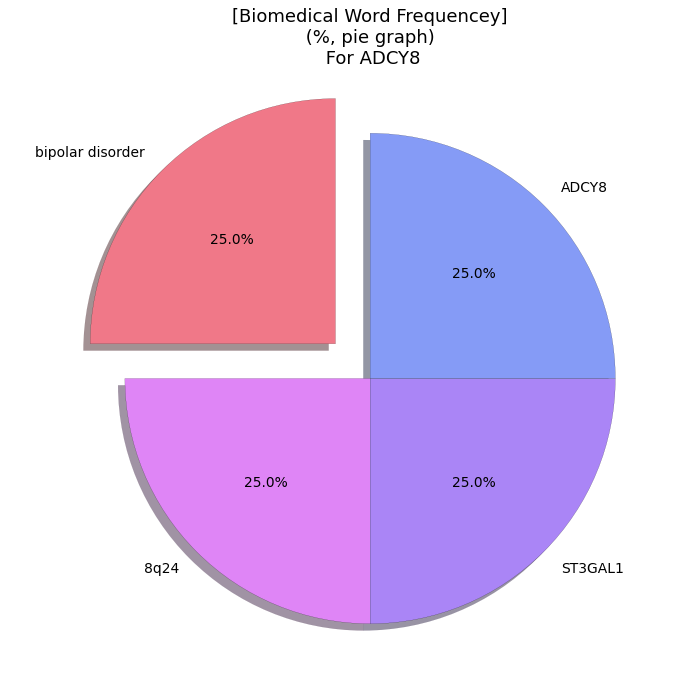 [Biomedical Word Frequencey]
(%, pie graph)
For ADCY8
bipolar disorder
ADCY8
25.0%
25.0%
25.0%
25.0%
8q24
ST3GAL1